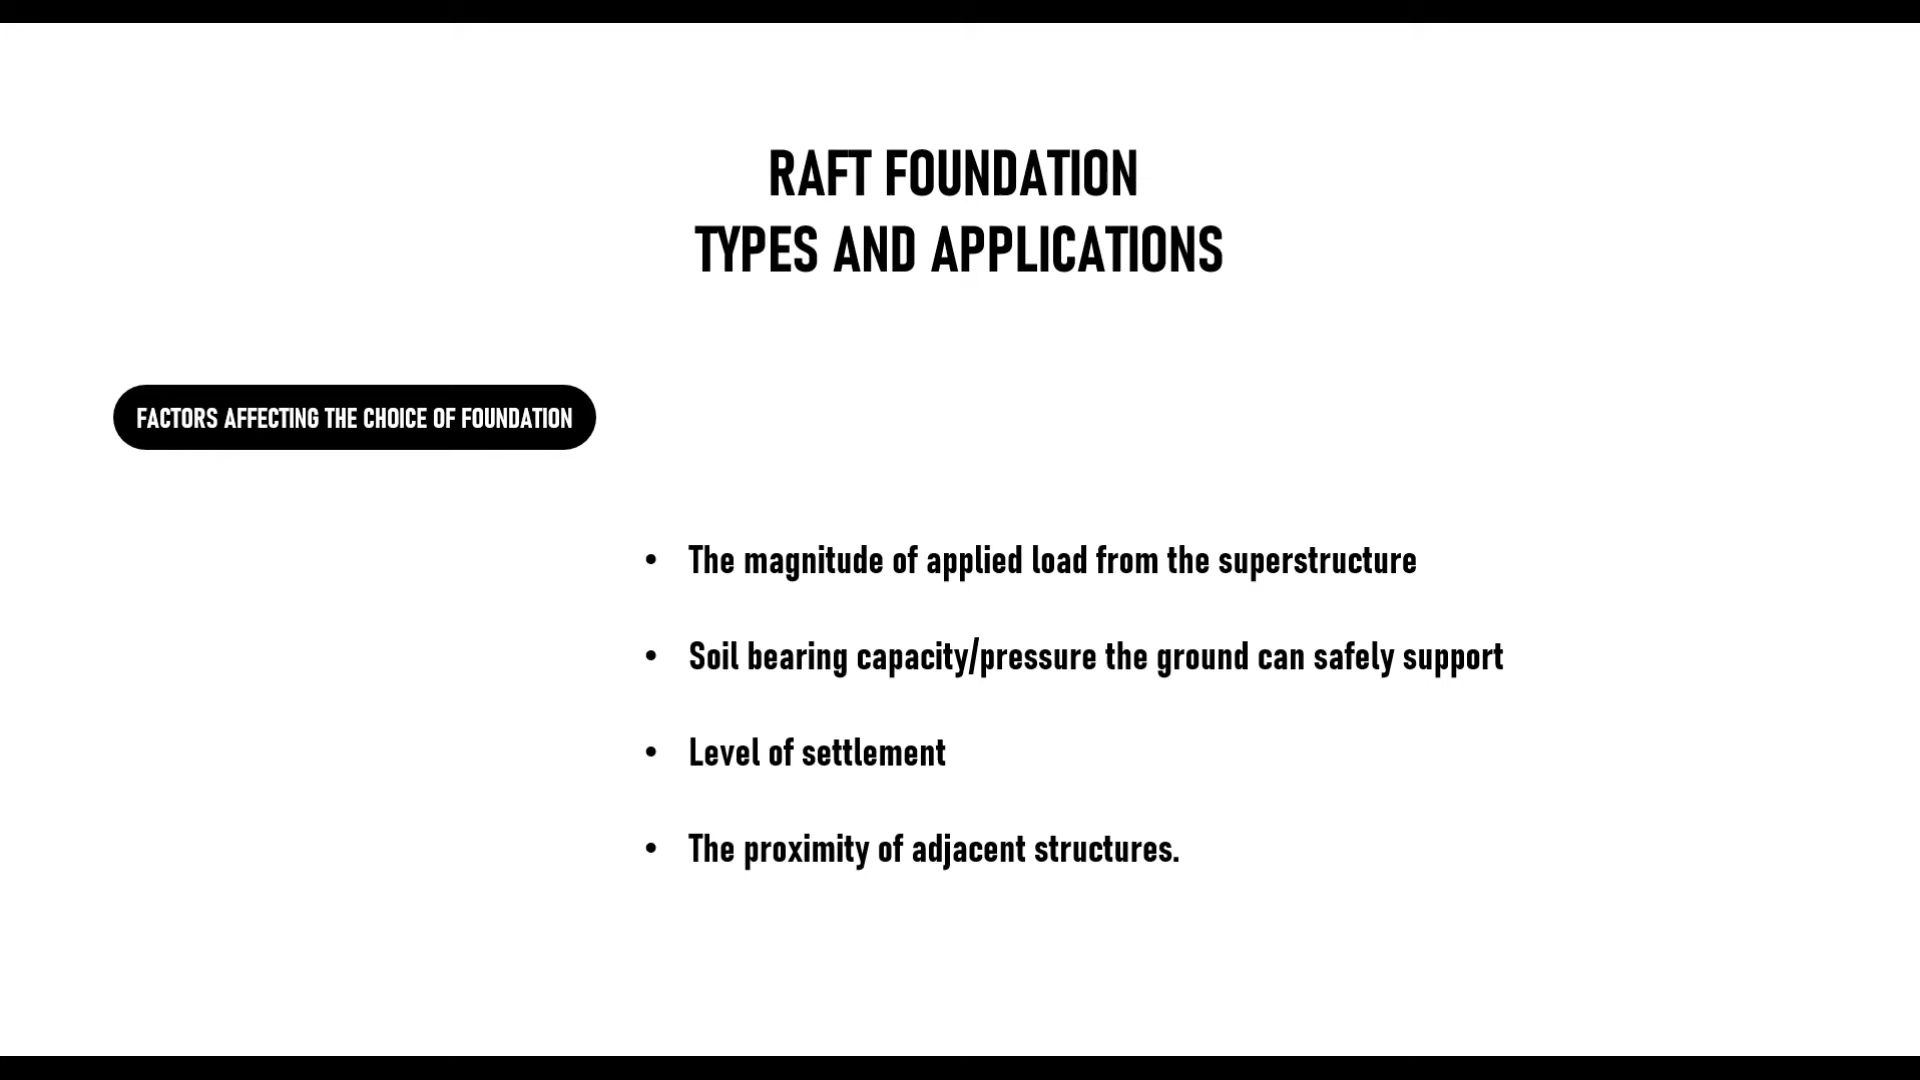 RAFT FOUNDATION
TYPES AND APPLICATIONS
FACTORS AFFECTING THE CHOICE OF FOUNDATION
• The magnitude of applied load from the superstructure
• Soil bearing capacity/pressure the ground can safely support
• Level of settlement
• The proximity of adjacent structures.